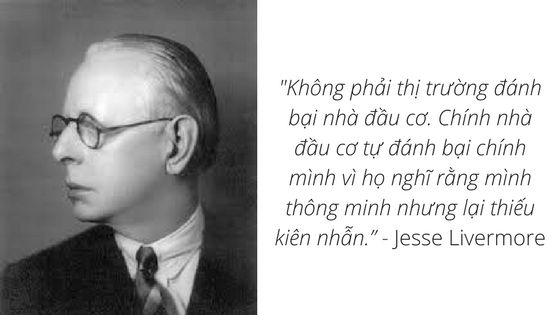 "Không phải thị trường đánh
bại nhà đầu cơ. Chính nhà
đầu cơ tự đánh bại chính
mình vì họ nghĩ rằng mình
thông minh nhưng lại thiếu
kiên nhẫn.” - Jesse Livermore